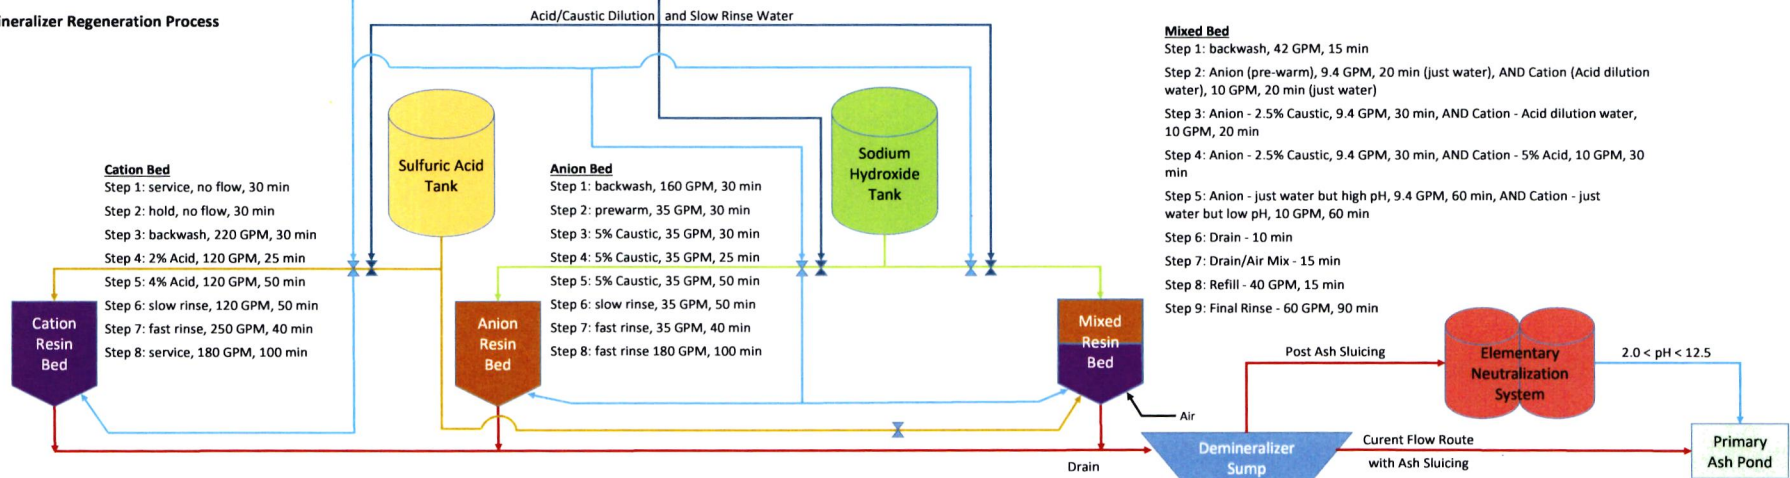 ineralizer Regeneration Process
Acid/Caustic Dilution and Slow Rinse Water
Sulfuric Acid
Tank
Sodium
Hydroxide
Tank
Cation Bed
Step 1: service, no flow, 30 min
Step 2: hold, no flow, 30 min
Step 3: backwash, 220 GPM, 30 min
Step 4: 2% Acid, 120 GPM, 25 min
Step 5: 4% Acid, 120 GPM, 50 min
Step 6: slow rinse, 120 GPM, 50 min
Step 7: fast rinse, 250 GPM, 40 min
Step 8: service, 180 GPM, 100 min
Anion Bed
Step 1: backwash, 160 GPM, 30 min
Step 2: prewarm, 35 GPM, 30 min
Step 3: 5% Caustic, 35 GPM, 30 min
Step 4: 5% Caustic, 35 GPM, 25 min
Step 5: 5% Caustic, 35 GPM, 50 min
Step 6: slow rinse, 35 GPM, 50 min
Step 7: fast rinse, 35 GPM, 40 min
Step 8: fast rinse 180 GPM, 100 min
Mixed Bed
Step 1: backwash, 42 GPM, 15 min
Step 2: Anion (pre-warm), 9.4 GPM, 20 min (just water), AND Cation (Acid dilution
water), 10 GPM, 20 min (just water)
Step 3: Anion - 2.5% Caustic, 9.4 GPM, 30 min, AND Cation - Acid dilution water,
10 GPM, 20 min
Step 4: Anion - 2.5% Caustic, 9.4 GPM, 30 min, AND Cation - 5% Acid, 10 GPM, 30
min
Step 5: Anion - just water but high pH, 9.4 GPM, 60 min, AND Cation - just
water but low pH, 10 GPM, 60 min
Step 6: Drain - 10 min
Step 7: Drain/Air Mix - 15 min
Step 8: Refill - 40 GPM, 15 min
Step 9: Final Rinse - 60 GPM, 90 min
Cation
Resin
Bed
Anion
Resin
Bed
Mixed
Resin
Bed
Air
Drain
Demineralizer
Sump
Post Ash Sluicing
Elementary
Neutralization
System
2.0 < pH < 12.5
Curent Flow Route
with Ash Sluicing
Primary
Ash Pond